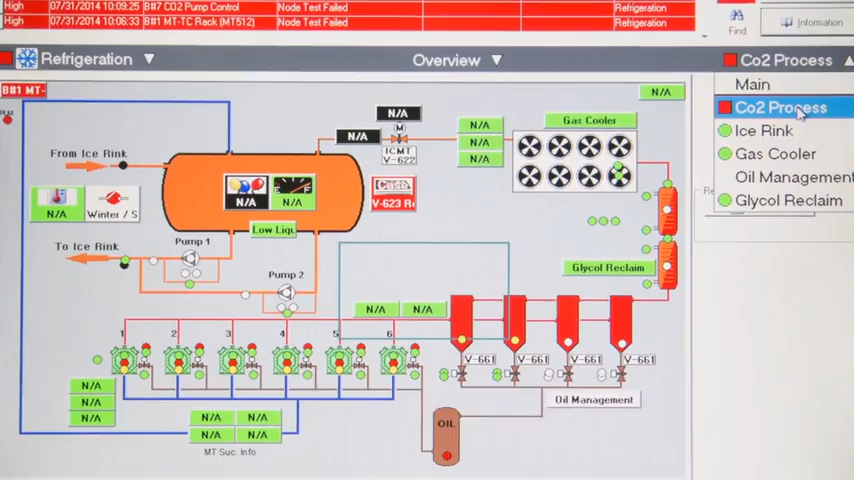 High 07/31/2014 10:09:25 B#7 CO2 Pump Control Node Test Failed Refrigeration
High 07/31/2014 10:06:33 B#1 MT-TC Rack (MT512) Node Test Failed Refrigeration
Find
Information
Refrigeration
Overview
Co2 Process
Main
Co2 Process
Ice Rink
Gas Cooler
Oil Management
Glycol Reclaim
B#1 MT-
N/A
N/A
N/A
ICMT
V-622
N/A
N/A
N/A
Gas Cooler
From Ice Rink
N/A
Winter / S
N/A
N/A
Case
V-623 Re
Low Liqu
To Ice Rink
Pump 1
Pump 2
Glycol Reclaim
N/A
N/A
1 2 3 4 5 6
V-661
V-661
V-661
V-661
N/A
N/A
N/A
N/A N/A
N/A N/A
MT Suc. Info
OIL
Oil Management